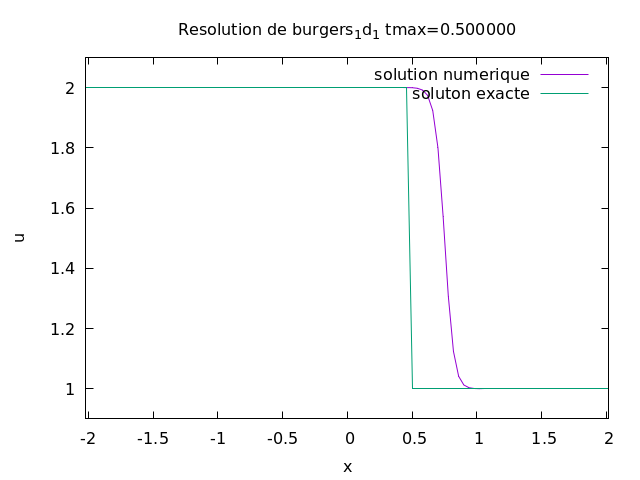 Resolution de burgers₁d₁ tmax=0.500000
solution numerique
soluton exacte
2
1.8
1.6
1.4
1.2
1
u
-2 -1.5 -1 -0.5 0 0.5 1 1.5 2
x